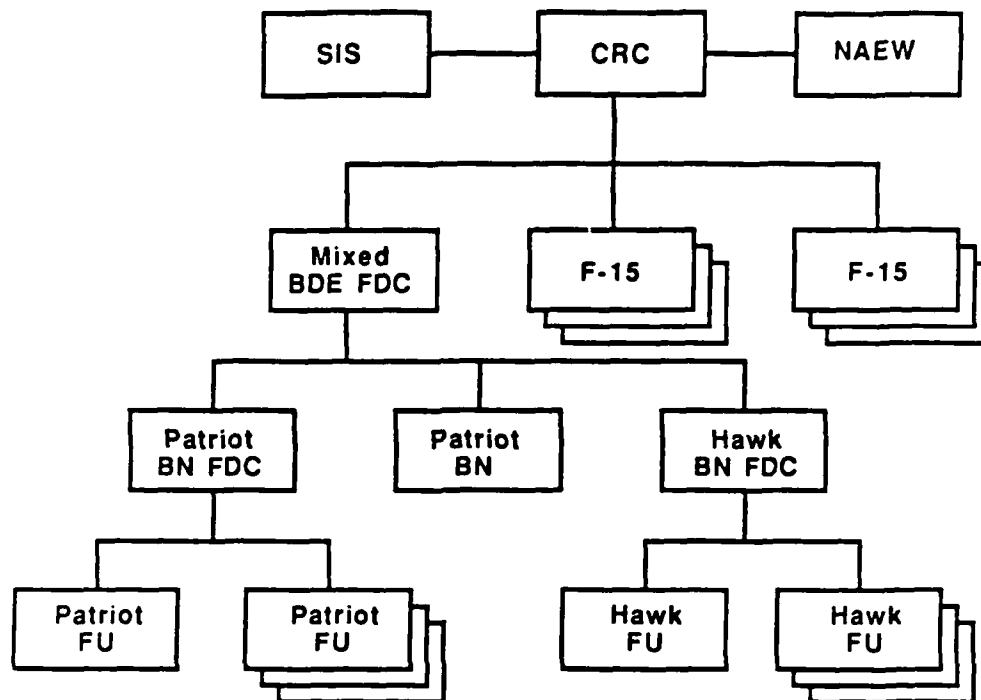 SIS
CRC
NAEW
Mixed
BDE FDC
F-15
F-15
Patriot
BN FDC
Patriot
BN
Hawk
BN FDC
Patriot
FU
Patriot
FU
Hawk
FU
Hawk
FU